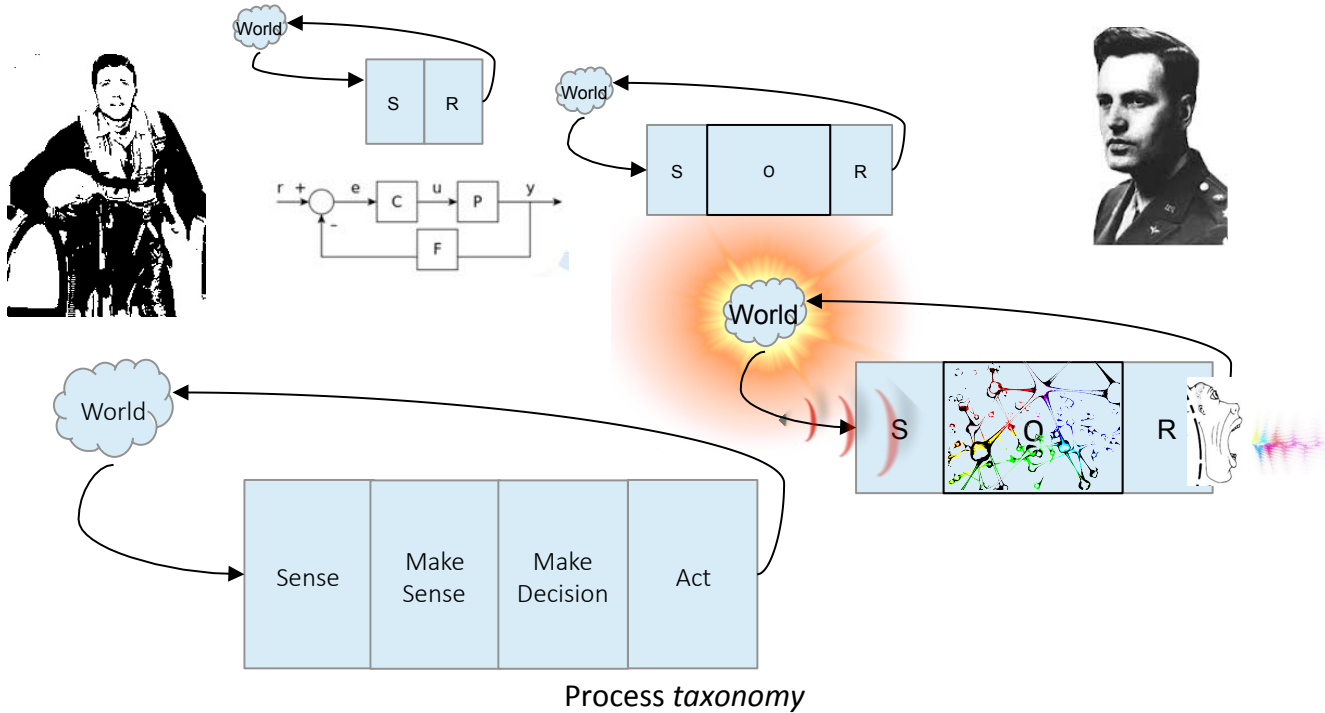 World
S R
World
S O R
r + e C u P y
-
F
World
S O R
World
Sense
Make
Sense
Make
Decision
Act
Process taxonomy